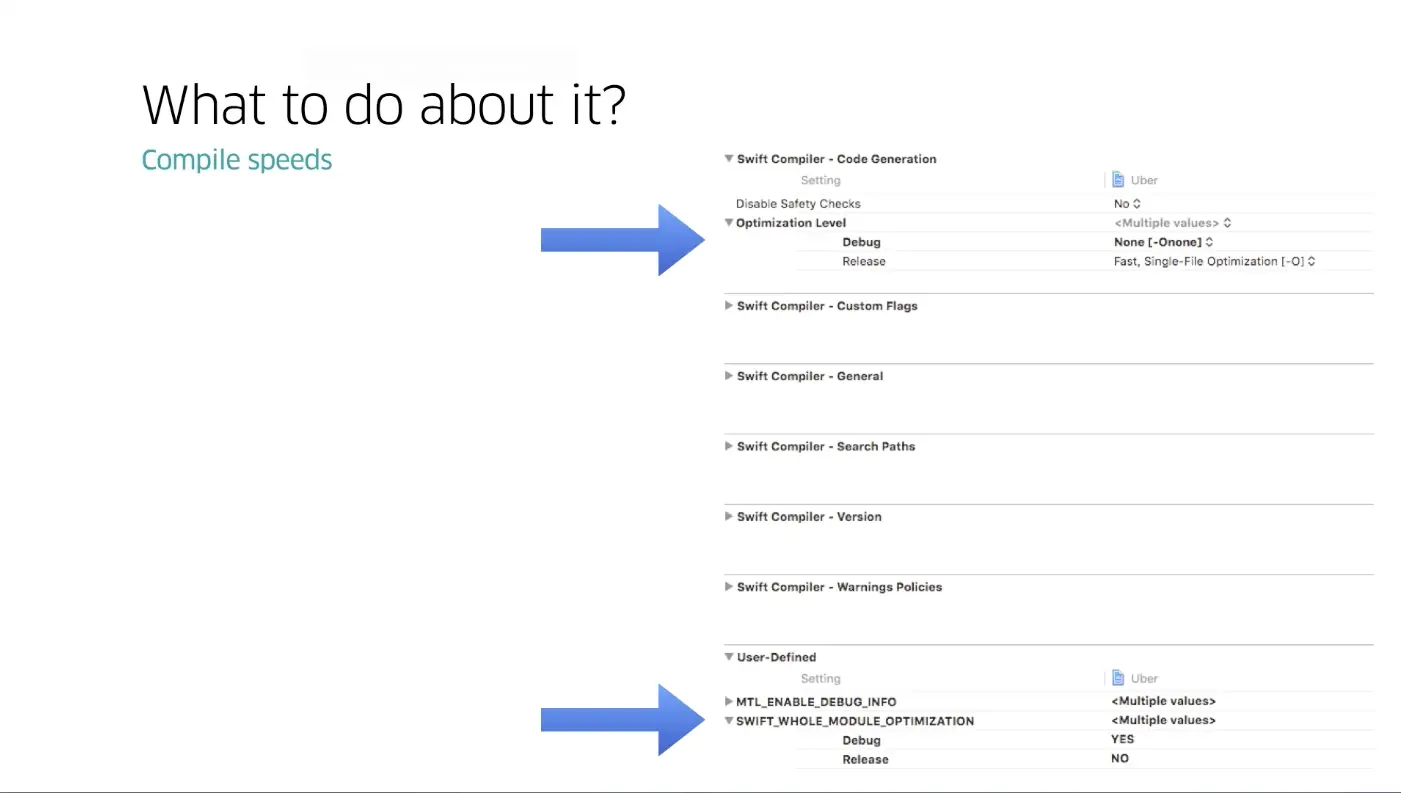 What to do about it?
Compile speeds
Swift Compiler - Code Generation
Setting Uber
Disable Safety Checks No
Optimization Level <Multiple values>
Debug None [-Onone]
Release Fast, Single-File Optimization [-O]
Swift Compiler - Custom Flags
Swift Compiler - General
Swift Compiler - Search Paths
Swift Compiler - Version
Swift Compiler - Warnings Policies
User-Defined
Setting Uber
MTL_ENABLE_DEBUG_INFO <Multiple values>
SWIFT_WHOLE_MODULE_OPTIMIZATION <Multiple values>
Debug YES
Release NO